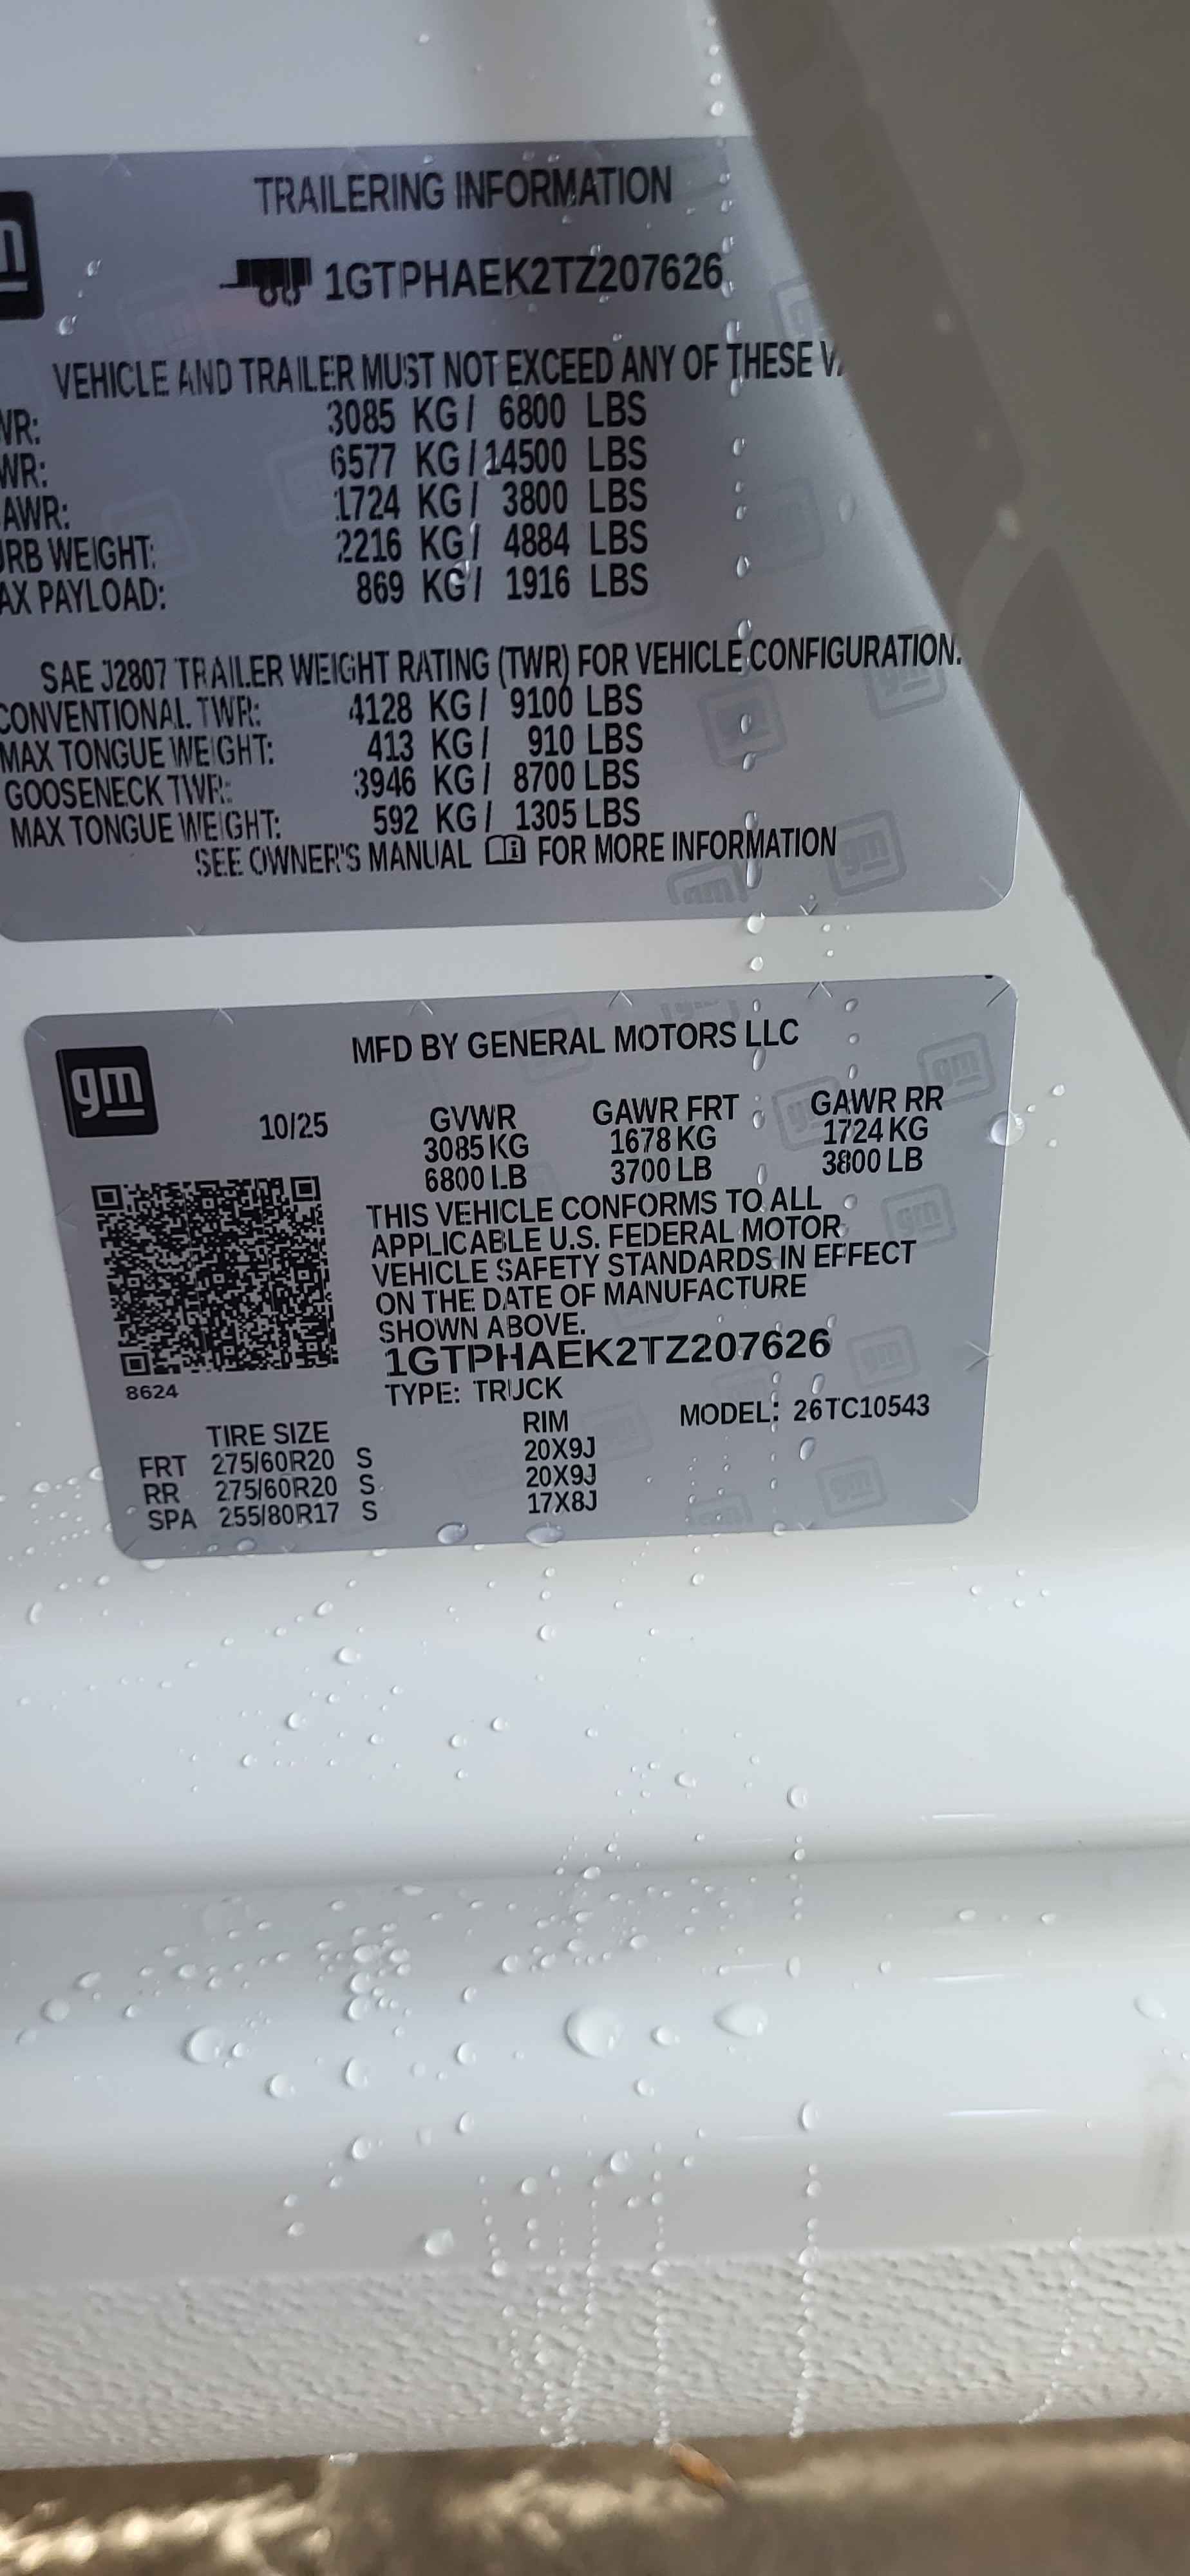 TRAILERING INFORMATION
1GTPHAEK2TZ207626
VEHICLE AND TRAILER MUST NOT EXCEED ANY OF THESE
WR: 3085 KG / 6800 LBS
WR: 6577 KG / 14500 LBS
AWR: 1724 KG / 3800 LBS
RB WEIGHT: 2216 KG / 4884 LBS
AX PAYLOAD: 869 KG / 1916 LBS
SAE J2807 TRAILER WEIGHT RATING (TWR) FOR VEHICLE CONFIGURATION.
CONVENTIONAL TWR: 4128 KG / 9100 LBS
MAX TONGUE WEIGHT: 413 KG / 910 LBS
GOOSENECK TWR: 3946 KG / 8700 LBS
MAX TONGUE WEIGHT: 592 KG / 1305 LBS
SEE OWNER'S MANUAL FOR MORE INFORMATION
gm
MFD BY GENERAL MOTORS LLC
10/25 GVWR GAWR FRT GAWR RR
3085 KG 1678 KG 1724 KG
6800 LB 3700 LB 3800 LB
THIS VEHICLE CONFORMS TO ALL
APPLICABLE U.S. FEDERAL MOTOR
VEHICLE SAFETY STANDARDS IN EFFECT
ON THE DATE OF MANUFACTURE
SHOWN ABOVE.
1GTPHAEK2TZ207626
8624
TYPE: TRUCK
MODEL: 26TC10543
TIRE SIZE RIM
FRT 275/60R20 S 20X9J
RR 275/60R20 S 20X9J
SPA 255/80R17 S 17X8J